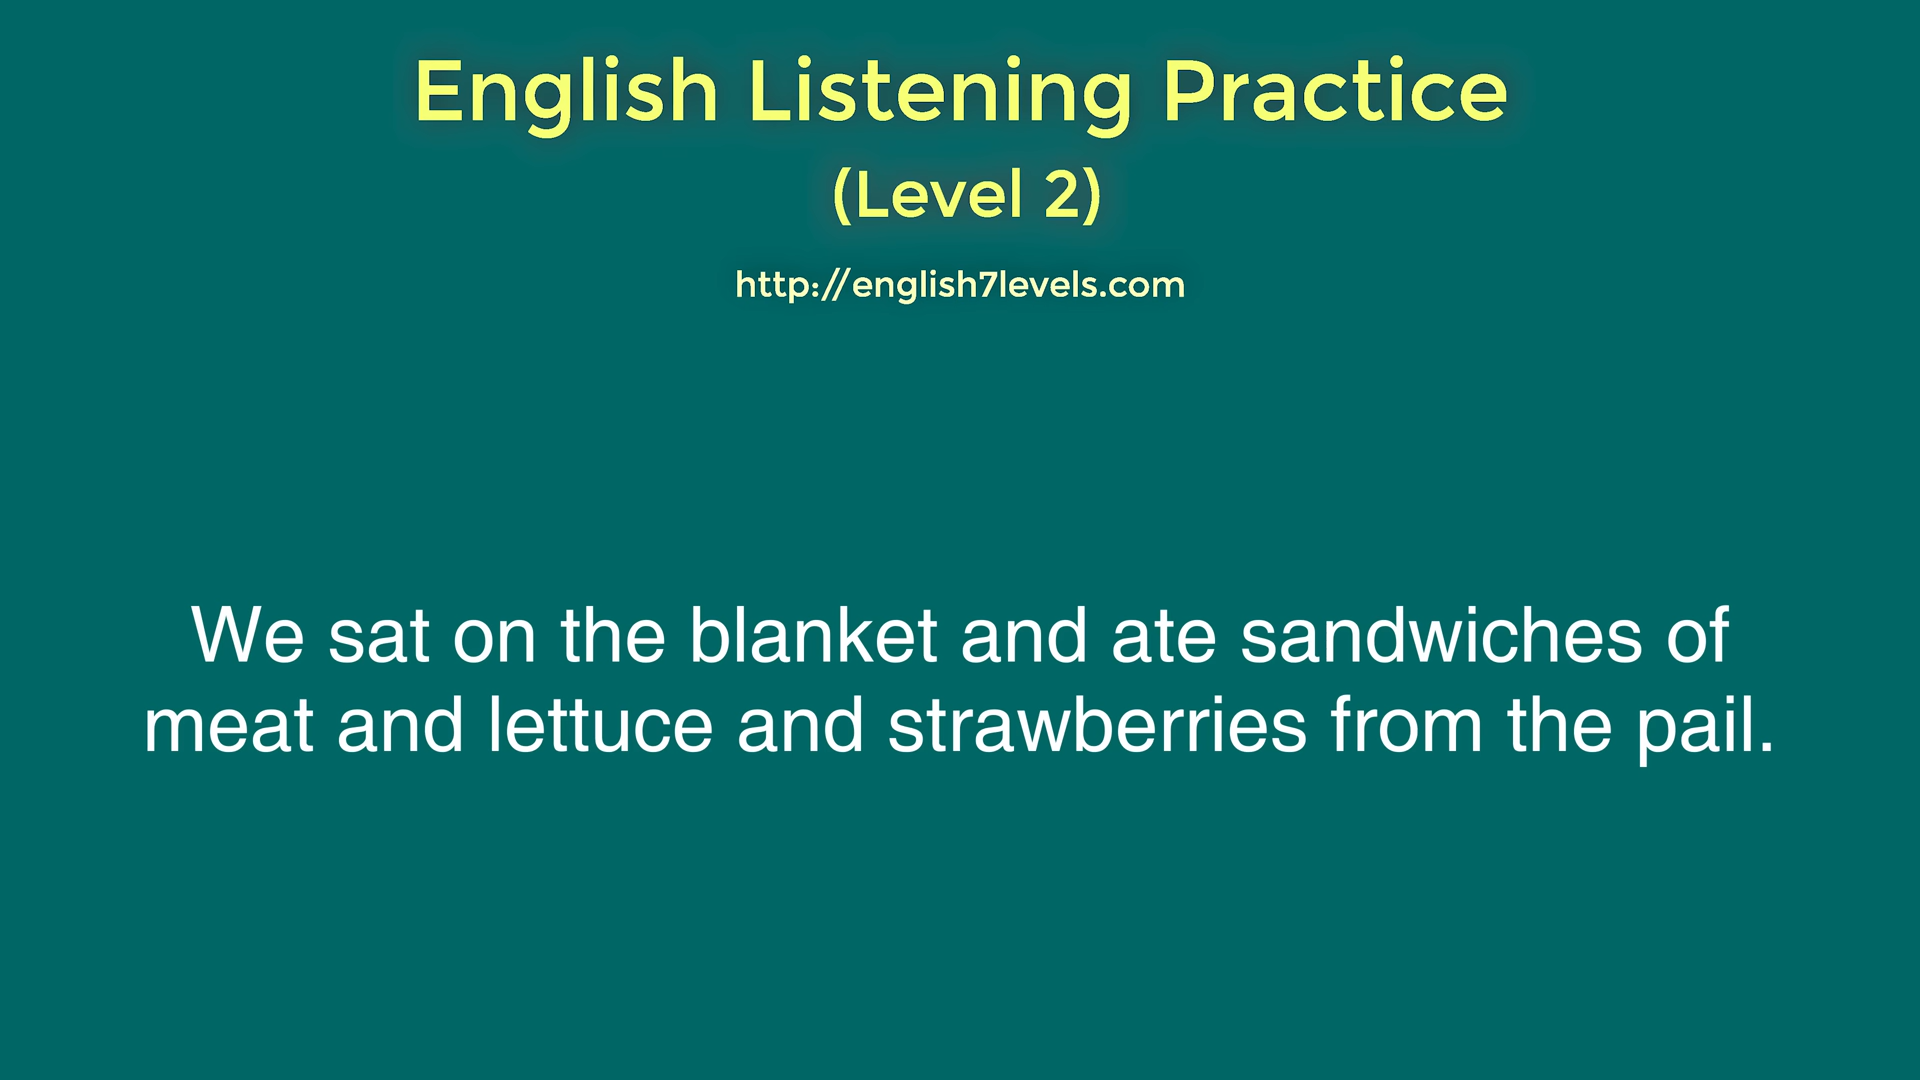 English Listening Practice
(Level 2)
http://english7levels.com
We sat on the blanket and ate sandwiches of
meat and lettuce and strawberries from the pail.